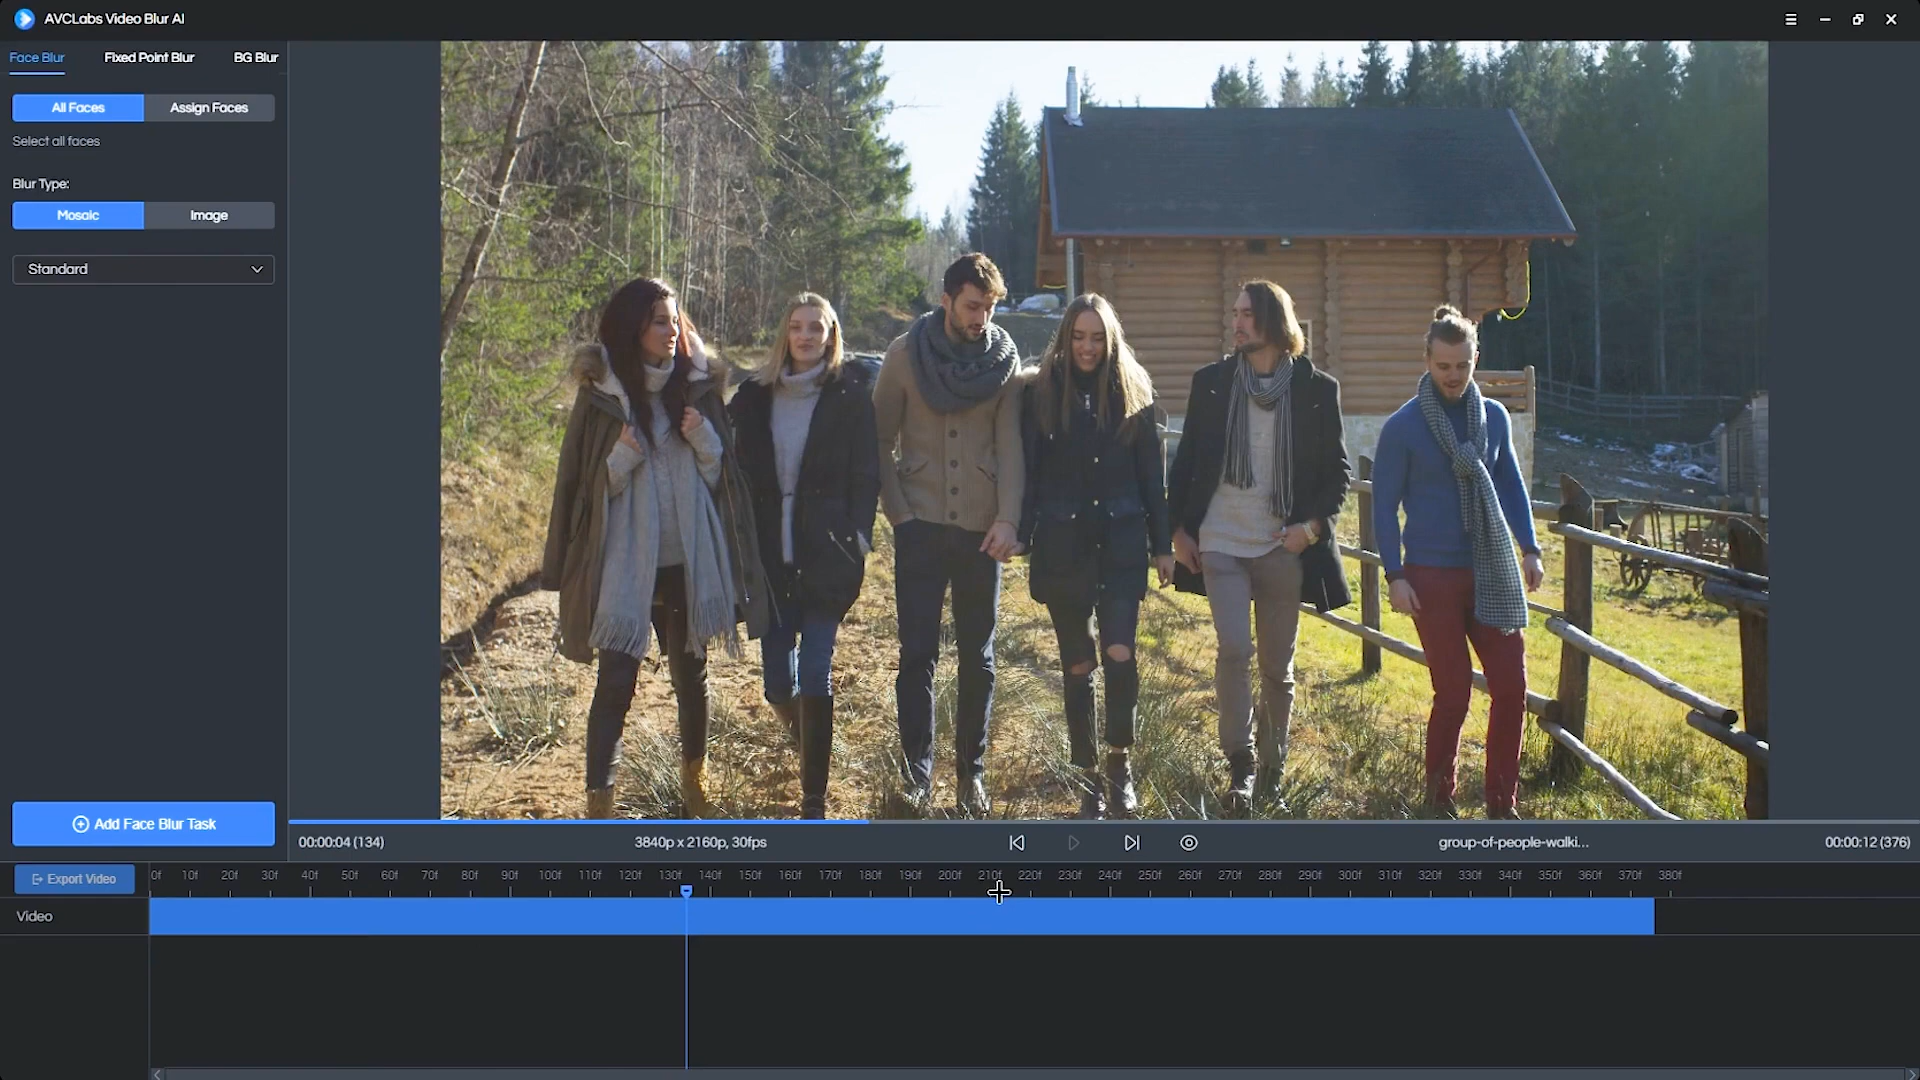 AVCLabs Video Blur AI
Face Blur Fixed Point Blur BG Blur
All Faces Assign Faces
Select all faces
Blur Type:
Mosaic Image
Standard
Add Face Blur Task
00:00:04 (134) 3840p x 2160p, 30fps group-of-people-walki... 00:00:12 (376)
Export Video 0f 10f 20f 30f 40f 50f 60f 70f 80f 90f 100f 110f 120f 130f 140f 150f 160f 170f 180f 190f 200f 210f 220f 230f 240f 250f 260f 270f 280f 290f 300f 310f 320f 330f 340f 350f 360f 370f 380f
Video